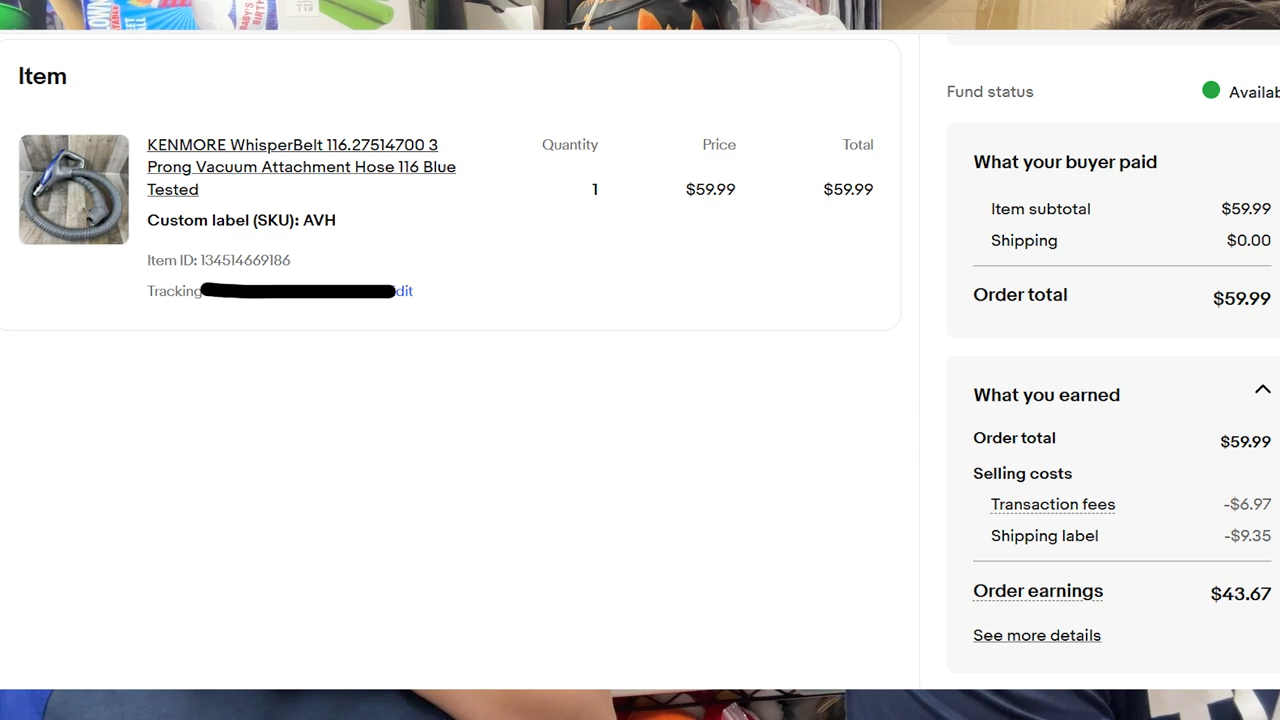 Item
KENMORE WhisperBelt 116.27514700 3
Prong Vacuum Attachment Hose 116 Blue
Tested
Quantity
Price
Total
1
$59.99
$59.99
Custom label (SKU): AVH
Item ID: 134514669186
Tracking dit
Fund status
Availab
What your buyer paid
Item subtotal $59.99
Shipping $0.00
Order total $59.99
What you earned
Order total $59.99
Selling costs
Transaction fees -$6.97
Shipping label -$9.35
Order earnings $43.67
See more details